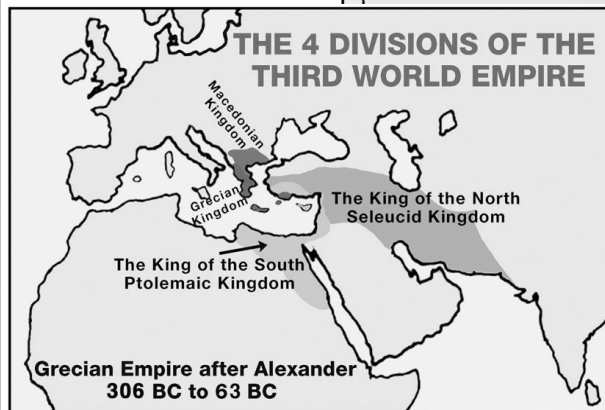 THE 4 DIVISIONS OF THE
THIRD WORLD EMPIRE
Macedonian
Kingdom
Grecian
Kingdom
The King of the North
Seleucid Kingdom
The King of the South
Ptolemaic Kingdom
Grecian Empire after Alexander
306 BC to 63 BC